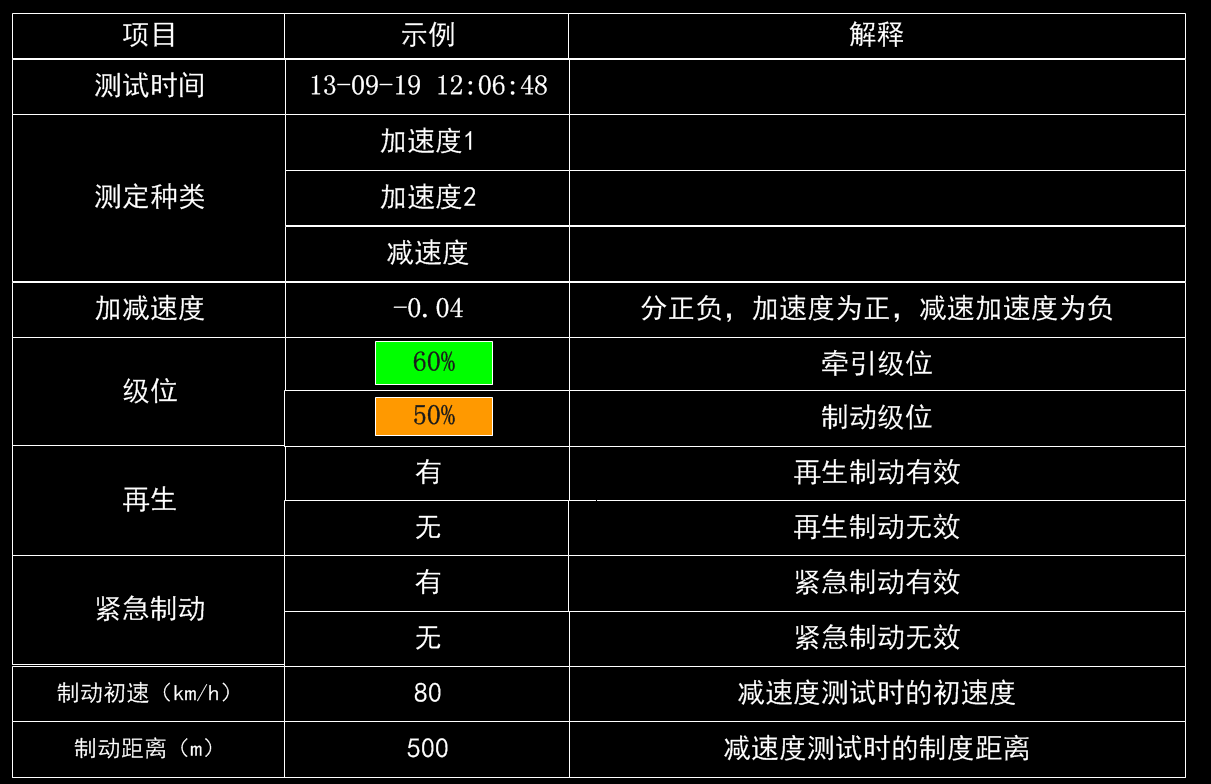 项目 示例 解释
测试时间 13-09-19 12:06:48
测定种类 加速度1
加速度2
减速度
加减速度 -0.04 分正负，加速度为正，减速加速度为负
级位 60% 牵引级位
50% 制动级位
再生 有 再生制动有效
无 再生制动无效
紧急制动 有 紧急制动有效
无 紧急制动无效
制动初速（km/h） 80 减速度测试时的初速度
制动距离（m） 500 减速度测试时的制度距离